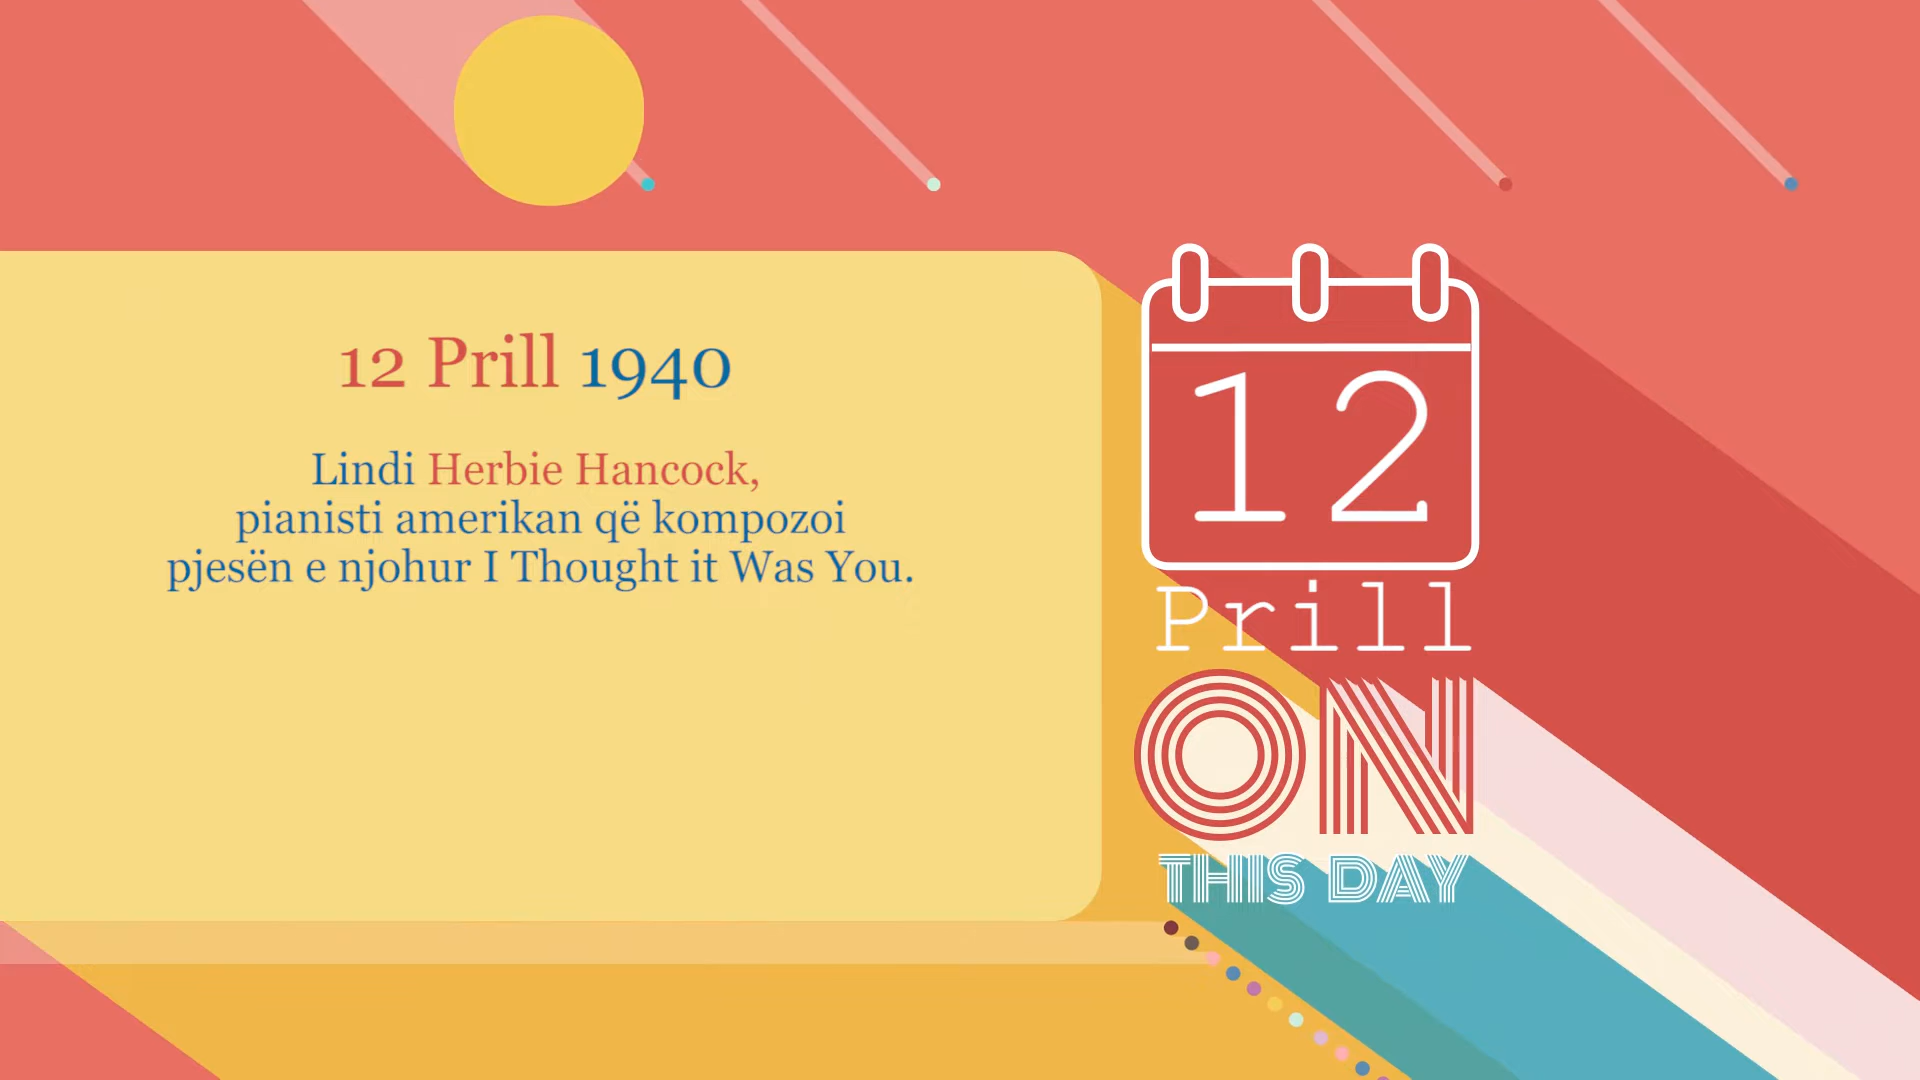 12 Prill 1940
Lindi Herbie Hancock,
pianisti amerikan që kompozoi
pjesën e njohur I Thought it Was You.
12
Prill
ON
THIS DAY